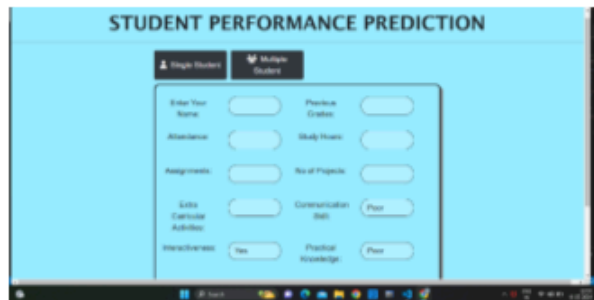 STUDENT PERFORMANCE PREDICTION
Single Student
Multiple
Student
Enter Your
Name:
Previous
Grades:
Attendance:
Study Hours:
Assignments:
No of Projects:
Extra
Curricular
Activities:
Communication
Skill:
Poor
Interactiveness:
Yes
Practical
Knowledge:
Poor